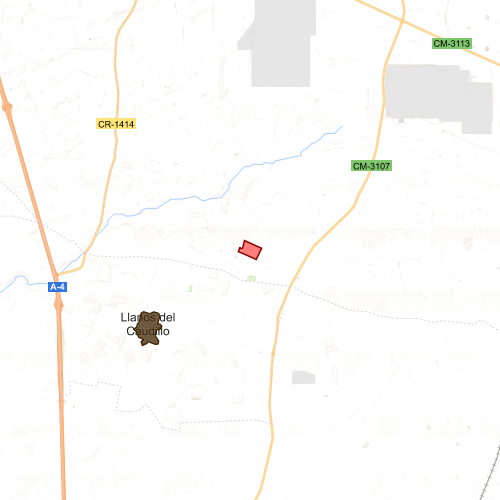 CM-3113
CR-1414
CM-3107
A-4
Llanos del
Caudillo